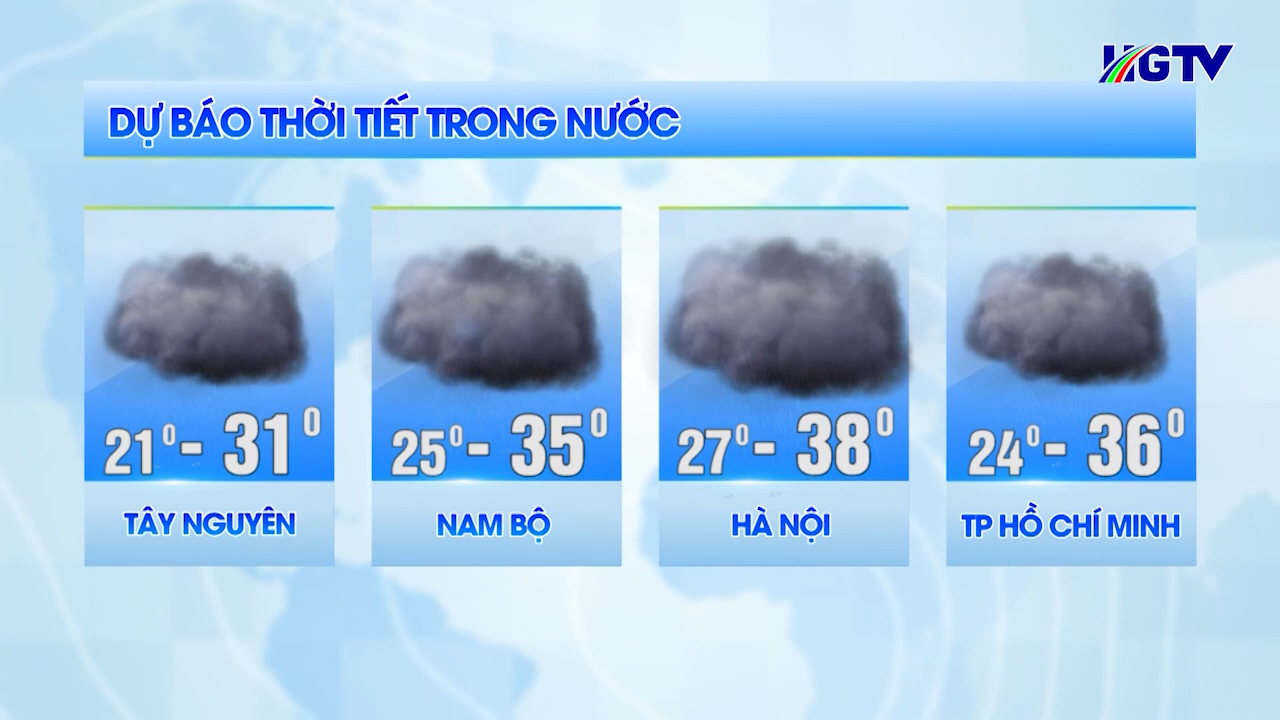 HGTV
DỰ BÁO THỜI TIẾT TRONG NƯỚC
21⁰- 31⁰
TÂY NGUYÊN
25⁰- 35⁰
NAM BỘ
27⁰- 38⁰
HÀ NỘI
24⁰- 36⁰
TP HỒ CHÍ MINH